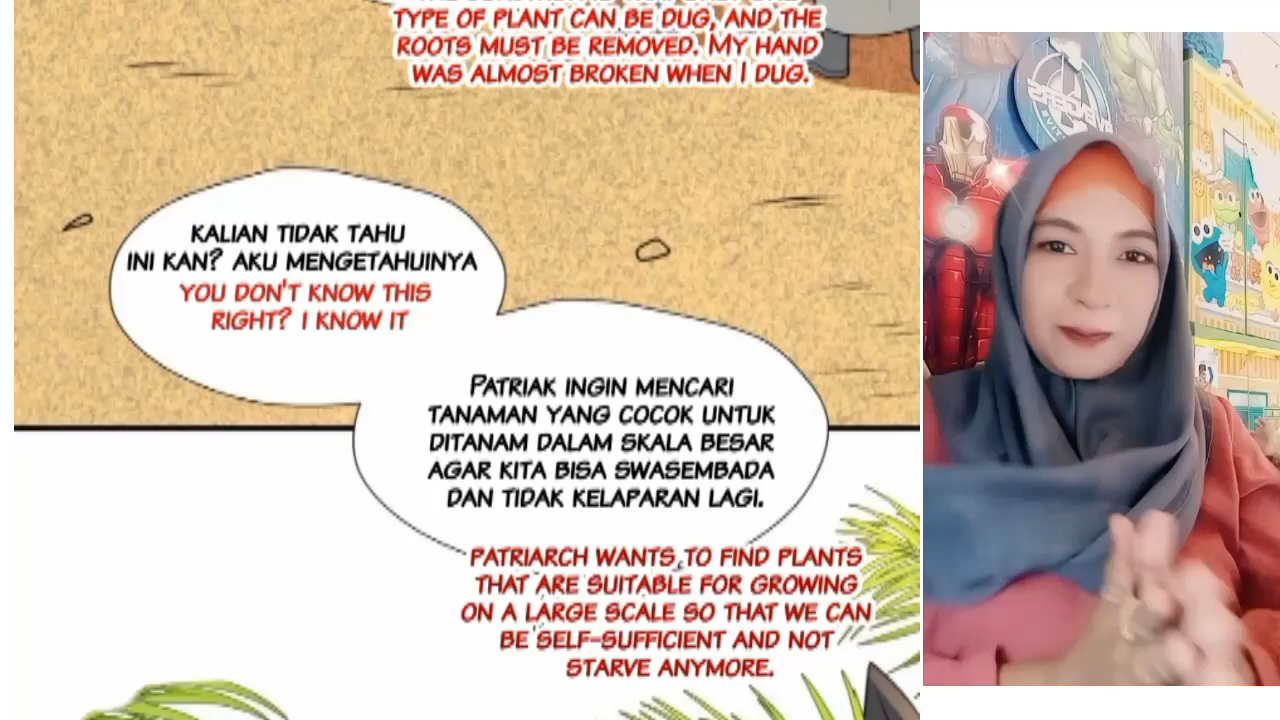 TYPE OF PLANT CAN BE DUG, AND THE
ROOTS MUST BE REMOVED. MY HAND
WAS ALMOST BROKEN WHEN I DUG.
KALIAN TIDAK TAHU
INI KAN? AKU MENGETAHUINYA
YOU DON'T KNOW THIS
RIGHT? I KNOW IT
PATRIAK INGIN MENCARI
TANAMAN YANG COCOK UNTUK
DITANAM DALAM SKALA BESAR
AGAR KITA BISA SWASEMBADA
DAN TIDAK KELAPARAN LAGI.
PATRIARCH WANTS TO FIND PLANTS
THAT ARE SUITABLE FOR GROWING
ON A LARGE SCALE SO THAT WE CAN
BE SELF-SUFFICIENT AND NOT
STARVE ANYMORE.